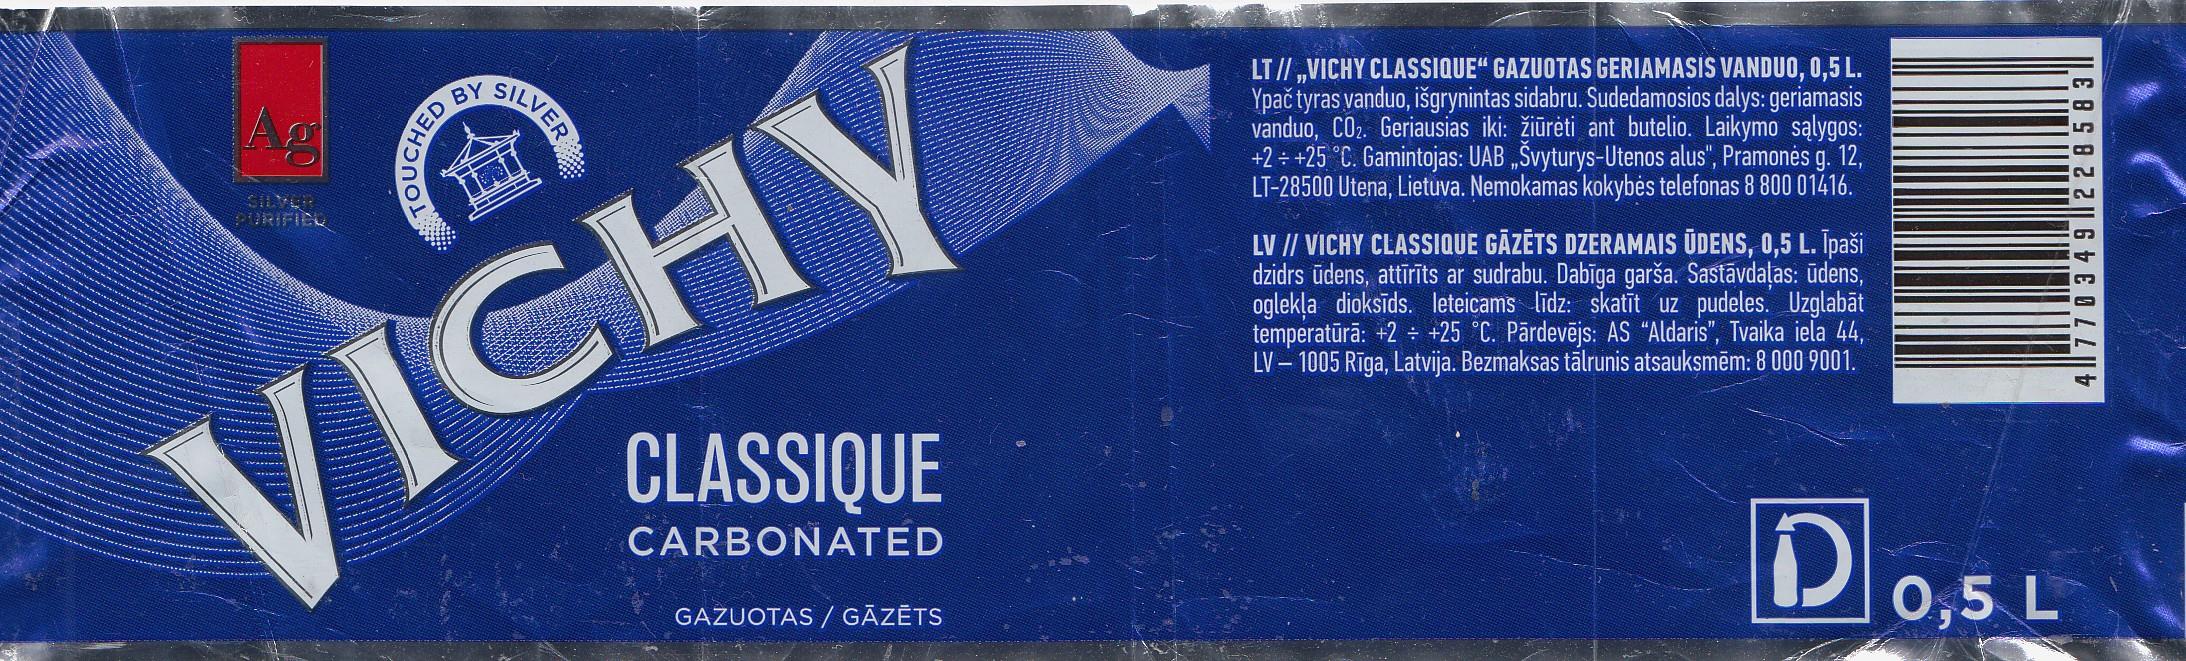 Ag
SILVER
PURIFIED
TOUCHED BY SILVER
VICHY
CLASSIQUE
CARBONATED
GAZUOTAS / GĀZĒTS
LT // „VICHY CLASSIQUE“ GAZUOTAS GERIAMASIS VANDUO, 0,5 L.
Ypač tyras vanduo, išgrynintas sidabru. Sudedamosios dalys: geriamasis
vanduo, CO₂. Geriausias iki: žiūrėti ant butelio. Laikymo sąlygos:
+2 ÷ +25 °C. Gamintojas: UAB „Švyturys-Utenos alus", Pramonės g. 12,
LT-28500 Utena, Lietuva. Nemokamas kokybės telefonas 8 800 01416.
LV // VICHY CLASSIQUE GĀZĒTS DZERAMAIS ŪDENS, 0,5 L. Īpaši
dzidrs ūdens, attīrīts ar sudrabu. Dabīga garša. Sastāvdaļas: ūdens,
oglekļa dioksīds. Ieteicams līdz: skatīt uz pudeles. Uzglabāt
temperatūrā: +2 ÷ +25 °C. Pārdevējs: AS “Aldaris”, Tvaika iela 44,
LV – 1005 Rīga, Latvija. Bezmaksas tālrunis atsauksmēm: 8 000 9001.
4 770349 228583
D
0,5 L